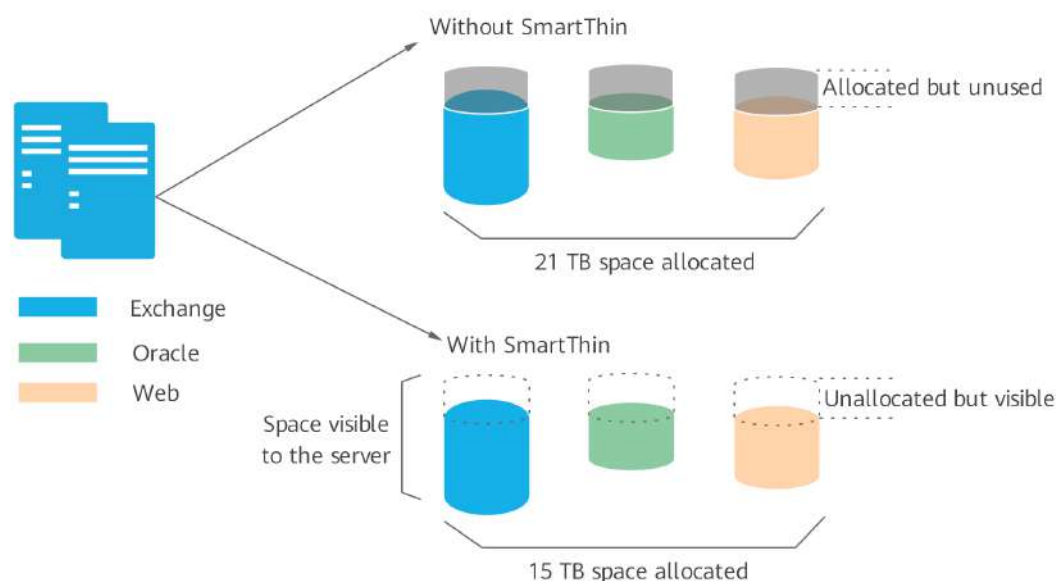 Without SmartThin
Allocated but unused
21 TB space allocated
Exchange
Oracle
Web
With SmartThin
Space visible
to the server
Unallocated but visible
15 TB space allocated